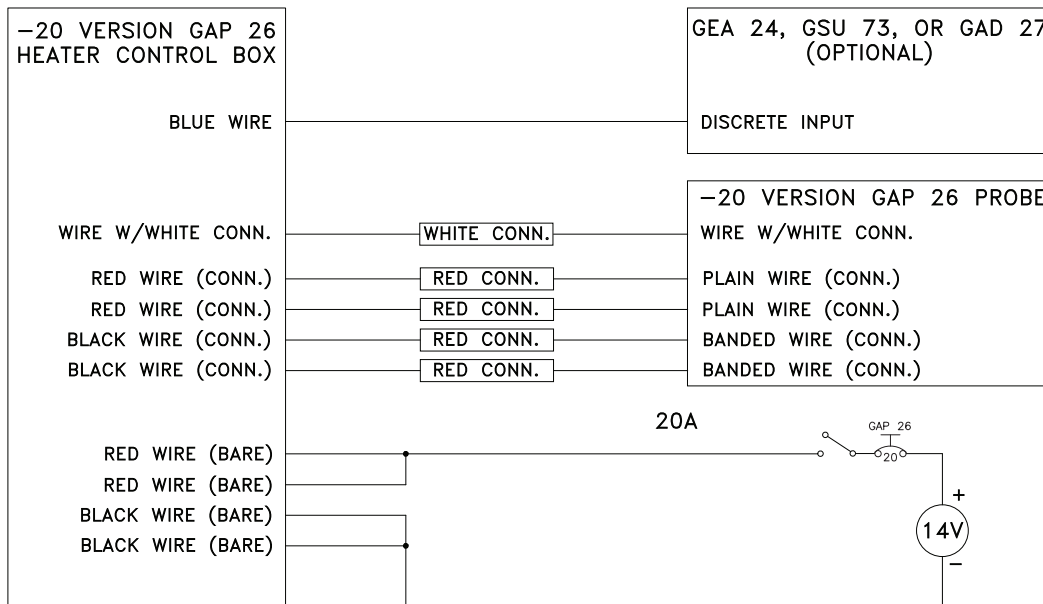 −20 VERSION GAP 26
HEATER CONTROL BOX
GEA 24, GSU 73, OR GAD 27
(OPTIONAL)
BLUE WIRE
DISCRETE INPUT
−20 VERSION GAP 26 PROBE
WIRE W/WHITE CONN.
WHITE CONN.
WIRE W/WHITE CONN.
RED WIRE (CONN.)
RED CONN.
PLAIN WIRE (CONN.)
RED WIRE (CONN.)
RED CONN.
PLAIN WIRE (CONN.)
BLACK WIRE (CONN.)
RED CONN.
BANDED WIRE (CONN.)
BLACK WIRE (CONN.)
RED CONN.
BANDED WIRE (CONN.)
20A
GAP 26
20
RED WIRE (BARE)
RED WIRE (BARE)
BLACK WIRE (BARE)
BLACK WIRE (BARE)
+
14V
−